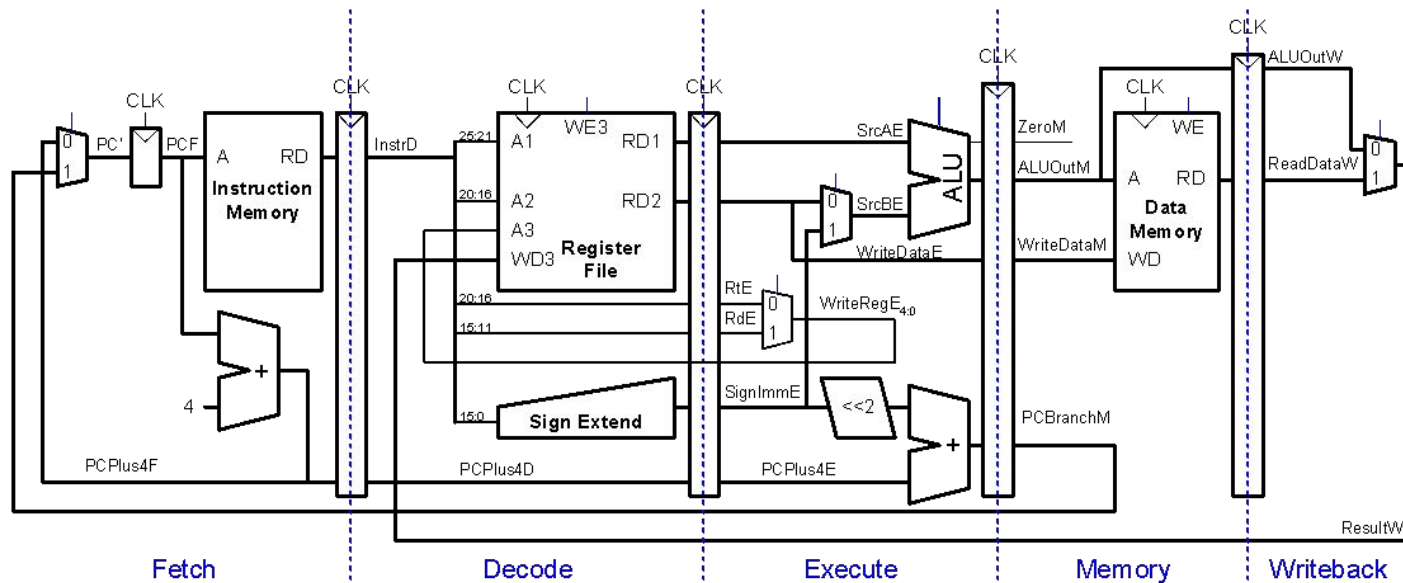 CLK
CLK
CLK
CLK
CLK
CLK
CLK
0
1
PC'
PCF
A
RD
Instruction
Memory
InstrD
25:21
20:16
A1
A2
A3
WD3
WE3
RD1
RD2
Register
File
SrcAE
SrcBE
0
1
ALU
ZeroM
ALUOutM
WriteDataE
WriteDataM
A
RD
WE
Data
Memory
WD
ALUOutW
ReadDataW
0
1
20:16
15:11
RtE
RdE
0
1
WriteRegE4:0
4
+
15:0
Sign Extend
SignImmE
<<2
+
PCBranchM
PCPlus4F
PCPlus4D
PCPlus4E
ResultW
Fetch
Decode
Execute
Memory
Writeback